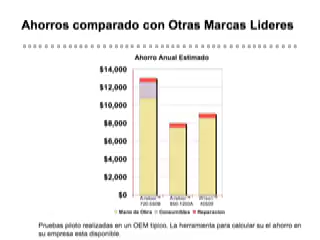 Ahorros comparado con Otras Marcas Lideres
Ahorro Anual Estimado
$14,000
$12,000
$10,000
$8,000
$6,000
$4,000
$2,000
$0
Mano de Obra Consumibles Reparacion
Pruebas piloto realizadas en un OEM tipico. La herramienta para calcular su el ahorro en
su empresa esta disponible.